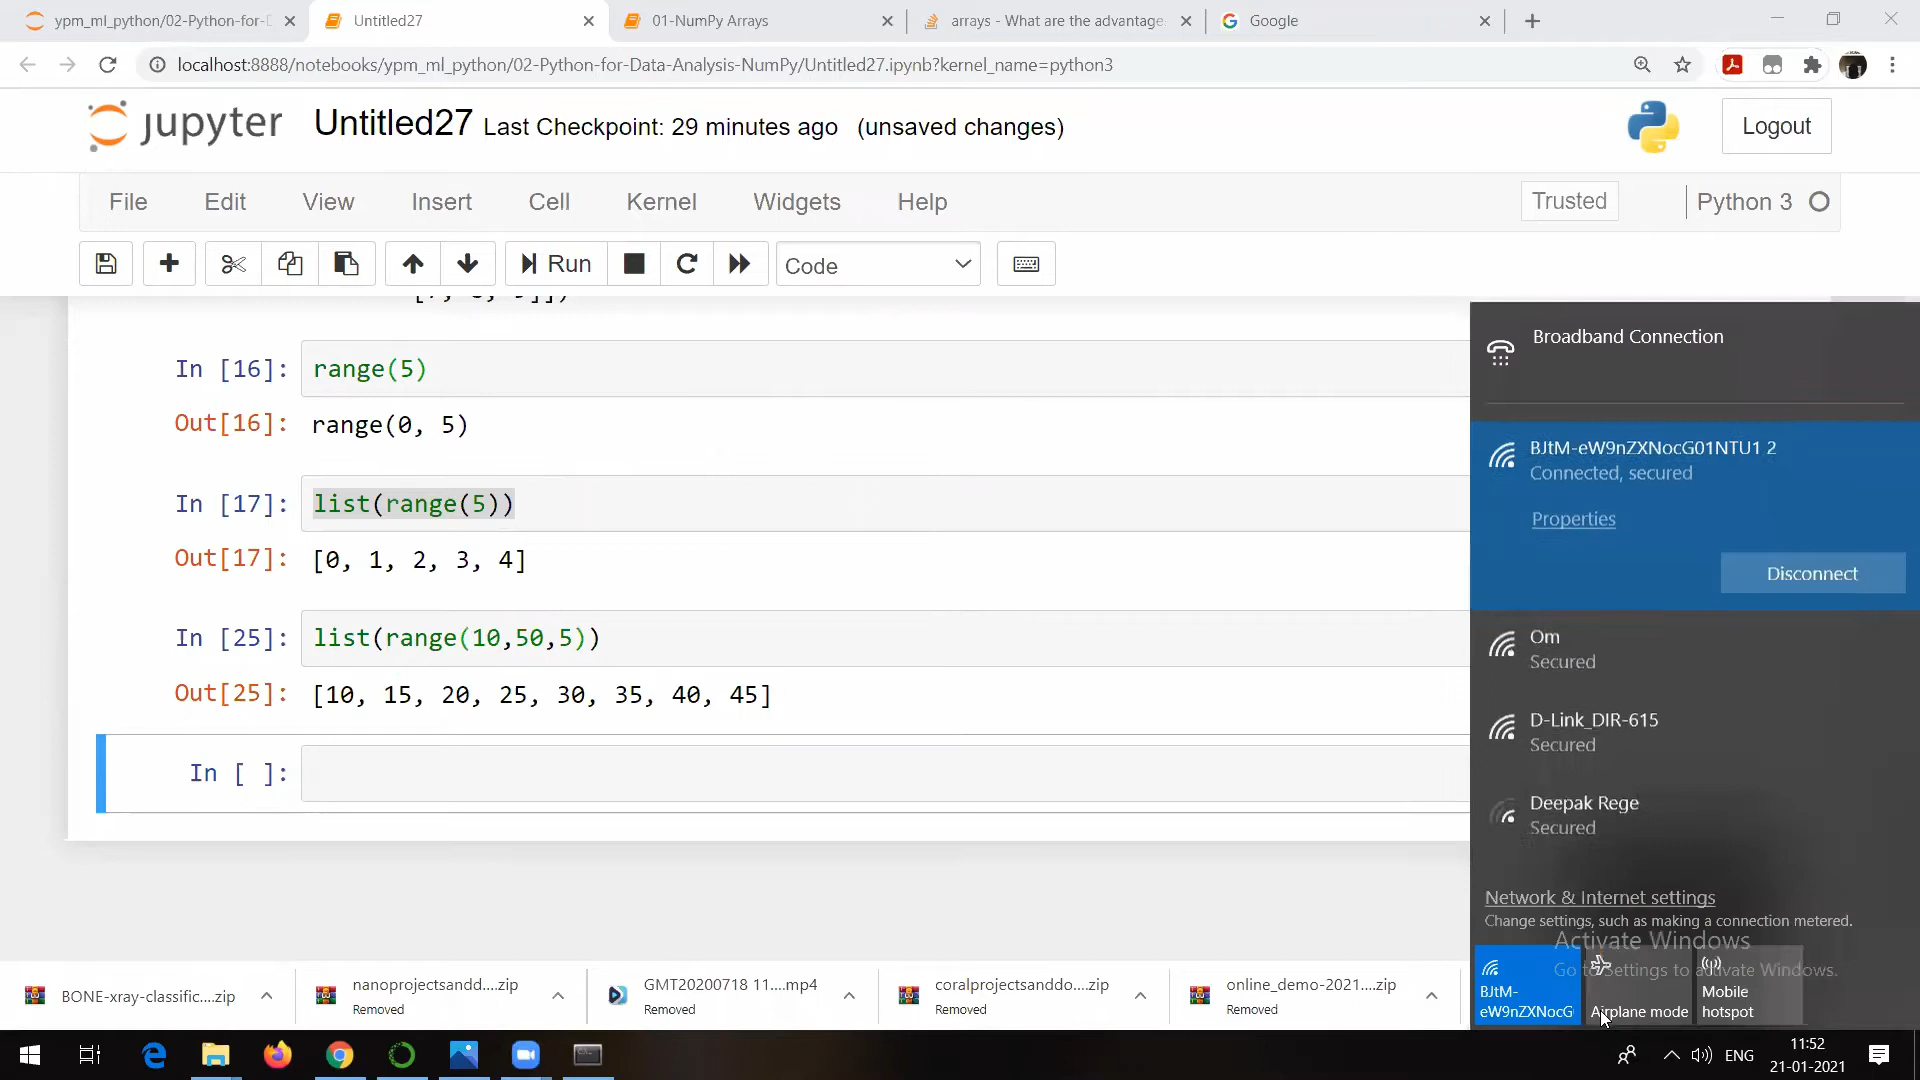 ypm_ml_python/02-Python-for-D
Untitled27
01-NumPy Arrays
arrays - What are the advantage
Google
localhost:8888/notebooks/ypm_ml_python/02-Python-for-Data-Analysis-NumPy/Untitled27.ipynb?kernel_name=python3
jupyter Untitled27 Last Checkpoint: 29 minutes ago (unsaved changes)
Logout
File Edit View Insert Cell Kernel Widgets Help
Trusted
Python 3
Run
Code
In [16]: range(5)
Out[16]: range(0, 5)
In [17]: list(range(5))
Out[17]: [0, 1, 2, 3, 4]
In [25]: list(range(10,50,5))
Out[25]: [10, 15, 20, 25, 30, 35, 40, 45]
In [ ]:
Broadband Connection
BJtM-eW9nZXNocG01NTU1 2
Connected, secured
Properties
Disconnect
Om
Secured
D-Link_DIR-615
Secured
Deepak Rege
Secured
Network & Internet settings
Change settings, such as making a connection metered.
Activate Windows
Go to Settings to activate Windows.
BJtM-
eW9nZXNocG
Airplane mode
Mobile
hotspot
BONE-xray-classific....zip
nanoprojectsandd....zip
Removed
GMT20200718 11....mp4
Removed
coralprojectsanddo....zip
Removed
online_demo-2021....zip
Removed
ENG
11:52
21-01-2021